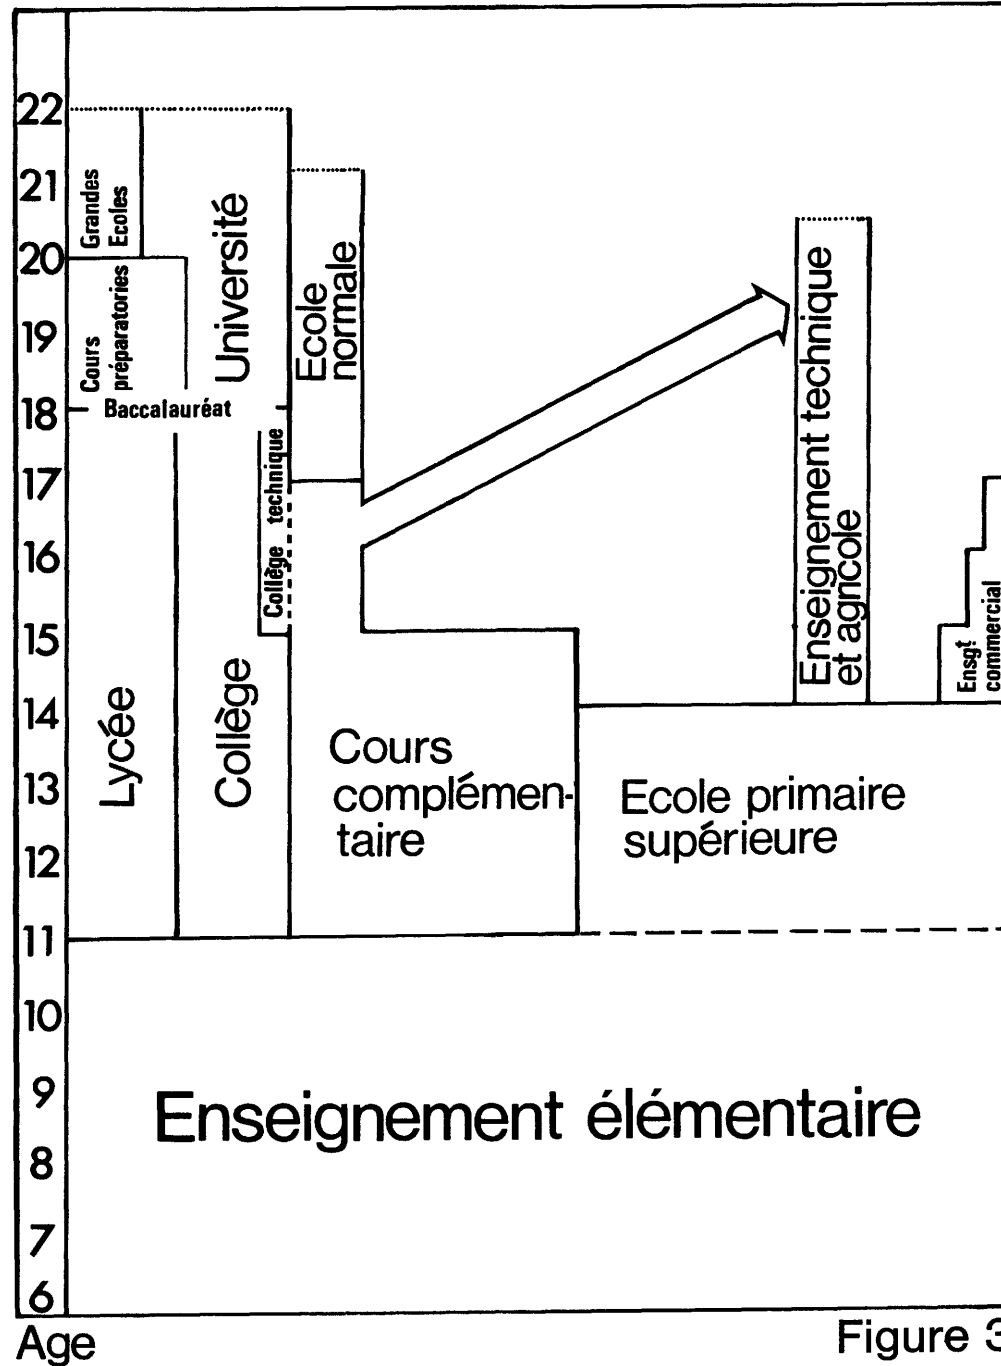 22
21
20
19
18
17
16
15
14
13
12
11
10
9
8
7
6
Age
Grandes
Ecoles
Cours
préparatories
Université
Ecole
normale
Baccalauréat
Lycée
Collège
Collège technique
Cours
complémen-
taire
Enseignement technique
et agricole
Ensgt
commercial
Ecole primaire
supérieure
Enseignement élémentaire
Figure 3